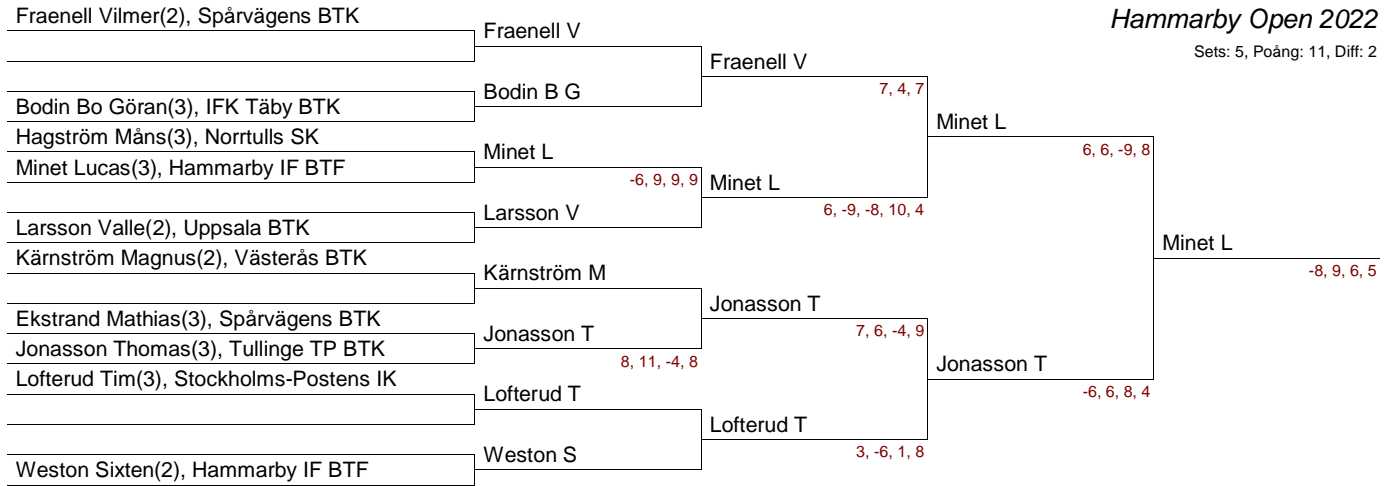 Hammarby Open 2022
Sets: 5, Poång: 11, Diff: 2
Fraenell Vilmer(2), Spårvägens BTK
Bodin Bo Göran(3), IFK Täby BTK
Hagström Måns(3), Norrtulls SK
Minet Lucas(3), Hammarby IF BTF
Larsson Valle(2), Uppsala BTK
Kärnström Magnus(2), Västerås BTK
Ekstrand Mathias(3), Spårvägens BTK
Jonasson Thomas(3), Tullinge TP BTK
Lofterud Tim(3), Stockholms-Postens IK
Weston Sixten(2), Hammarby IF BTF
Fraenell V
Bodin B G
Minet L
-6, 9, 9, 9
Larsson V
Kärnström M
Jonasson T
8, 11, -4, 8
Lofterud T
Weston S
Fraenell V
7, 4, 7
Minet L
6, -9, -8, 10, 4
Jonasson T
7, 6, -4, 9
Lofterud T
3, -6, 1, 8
Minet L
6, 6, -9, 8
Jonasson T
-6, 6, 8, 4
Minet L
-8, 9, 6, 5